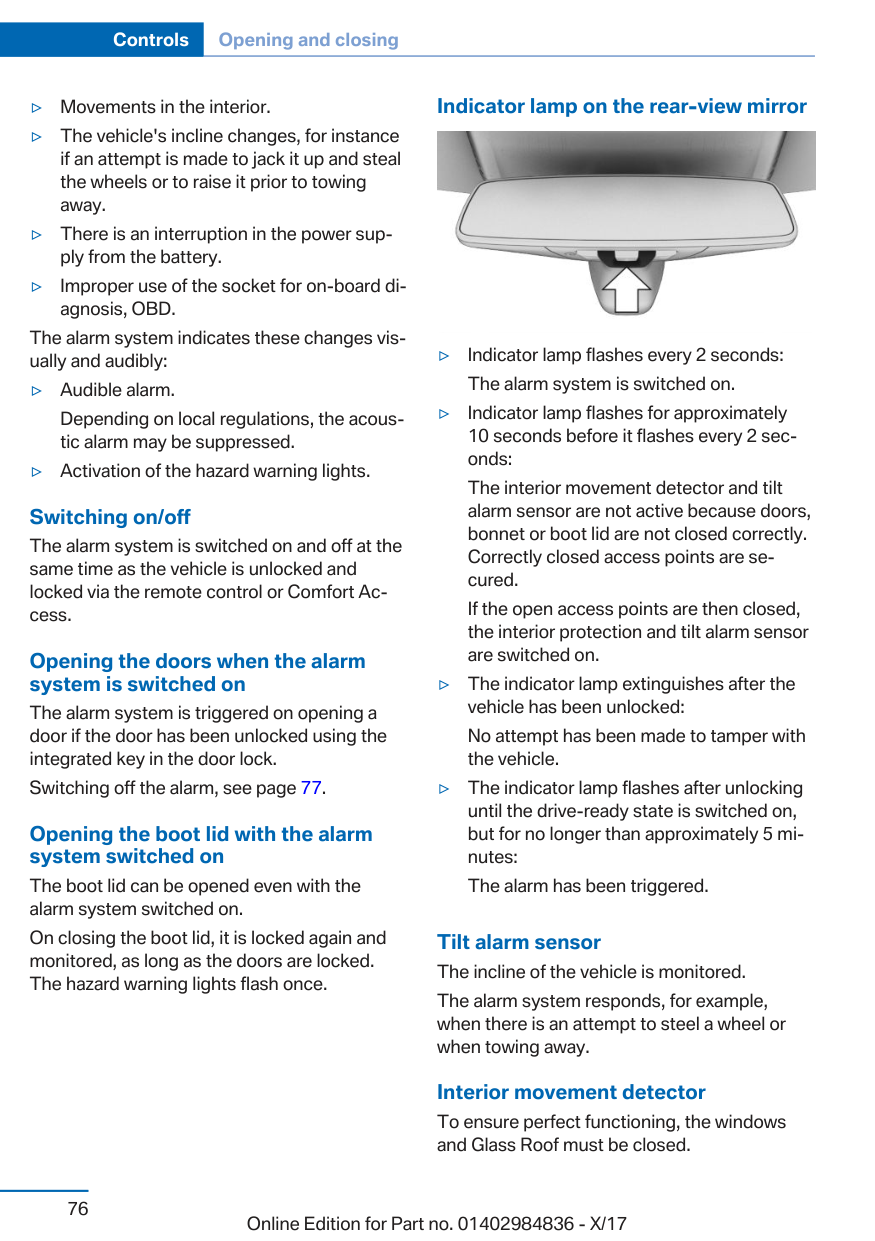 Controls Opening and closing
▷ Movements in the interior.
▷ The vehicle's incline changes, for instance
if an attempt is made to jack it up and steal
the wheels or to raise it prior to towing
away.
▷ There is an interruption in the power sup-
ply from the battery.
▷ Improper use of the socket for on-board di-
agnosis, OBD.
The alarm system indicates these changes vis-
ually and audibly:
▷ Audible alarm.
Depending on local regulations, the acous-
tic alarm may be suppressed.
▷ Activation of the hazard warning lights.
Switching on/off
The alarm system is switched on and off at the
same time as the vehicle is unlocked and
locked via the remote control or Comfort Ac-
cess.
Opening the doors when the alarm
system is switched on
The alarm system is triggered on opening a
door if the door has been unlocked using the
integrated key in the door lock.
Switching off the alarm, see page 77.
Opening the boot lid with the alarm
system switched on
The boot lid can be opened even with the
alarm system switched on.
On closing the boot lid, it is locked again and
monitored, as long as the doors are locked.
The hazard warning lights flash once.
Indicator lamp on the rear-view mirror
▷ Indicator lamp flashes every 2 seconds:
The alarm system is switched on.
▷ Indicator lamp flashes for approximately
10 seconds before it flashes every 2 sec-
onds:
The interior movement detector and tilt
alarm sensor are not active because doors,
bonnet or boot lid are not closed correctly.
Correctly closed access points are se-
cured.
If the open access points are then closed,
the interior protection and tilt alarm sensor
are switched on.
▷ The indicator lamp extinguishes after the
vehicle has been unlocked:
No attempt has been made to tamper with
the vehicle.
▷ The indicator lamp flashes after unlocking
until the drive-ready state is switched on,
but for no longer than approximately 5 mi-
nutes:
The alarm has been triggered.
Tilt alarm sensor
The incline of the vehicle is monitored.
The alarm system responds, for example,
when there is an attempt to steel a wheel or
when towing away.
Interior movement detector
To ensure perfect functioning, the windows
and Glass Roof must be closed.
76
Online Edition for Part no. 01402984836 - X/17